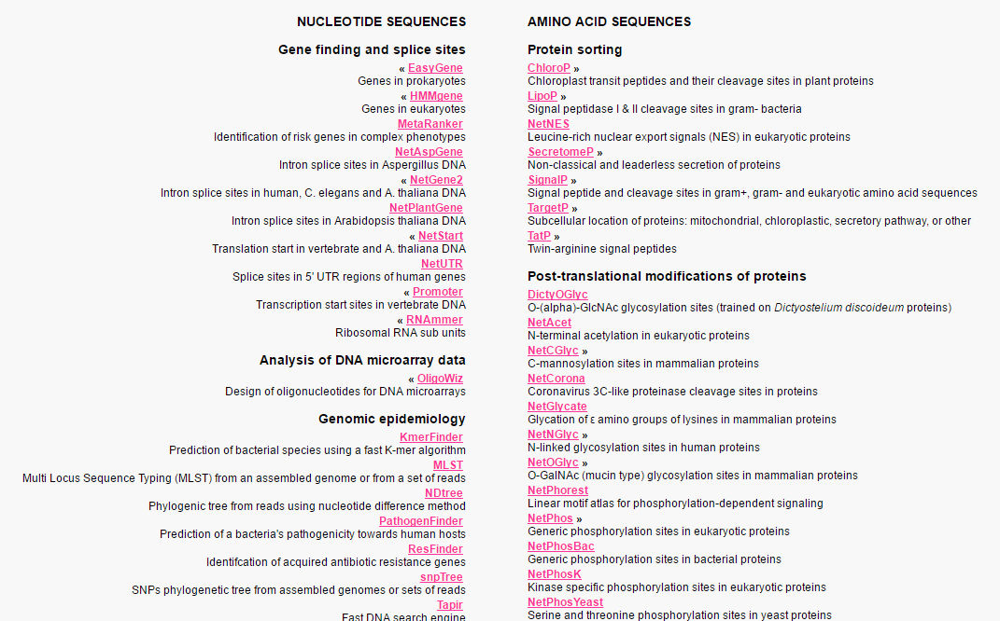 NUCLEOTIDE SEQUENCES
Gene finding and splice sites
« EasyGene
Genes in prokaryotes
« HMMgene
Genes in eukaryotes
MetaRanker
Identification of risk genes in complex phenotypes
NetAspGene
Intron splice sites in Aspergillus DNA
« NetGene2
Intron splice sites in human, C. elegans and A. thaliana DNA
NetPlantGene
Intron splice sites in Arabidopsis thaliana DNA
« NetStart
Translation start in vertebrate and A. thaliana DNA
NetUTR
Splice sites in 5' UTR regions of human genes
« Promoter
Transcription start sites in vertebrate DNA
« RNAmmer
Ribosomal RNA sub units
Analysis of DNA microarray data
« OligoWiz
Design of oligonucleotides for DNA microarrays
Genomic epidemiology
KmerFinder
Prediction of bacterial species using a fast K-mer algorithm
MLST
Multi Locus Sequence Typing (MLST) from an assembled genome or from a set of reads
NDtree
Phylogenic tree from reads using nucleotide difference method
PathogenFinder
Prediction of a bacteria's pathogenicity towards human hosts
ResFinder
Identifcation of acquired antibiotic resistance genes
snpTree
SNPs phylogenetic tree from assembled genomes or sets of reads
Tapir
Fast DNA search engine
AMINO ACID SEQUENCES
Protein sorting
ChloroP »
Chloroplast transit peptides and their cleavage sites in plant proteins
LipoP »
Signal peptidase I & II cleavage sites in gram- bacteria
NetNES
Leucine-rich nuclear export signals (NES) in eukaryotic proteins
SecretomeP »
Non-classical and leaderless secretion of proteins
SignalP »
Signal peptide and cleavage sites in gram+, gram- and eukaryotic amino acid sequences
TargetP »
Subcellular location of proteins: mitochondrial, chloroplastic, secretory pathway, or other
TatP »
Twin-arginine signal peptides
Post-translational modifications of proteins
DictyOGlyc
O-(alpha)-GlcNAc glycosylation sites (trained on Dictyostelium discoideum proteins)
NetAcet
N-terminal acetylation in eukaryotic proteins
NetCGlyc »
C-mannosylation sites in mammalian proteins
NetCorona
Coronavirus 3C-like proteinase cleavage sites in proteins
NetGlycate
Glycation of ε amino groups of lysines in mammalian proteins
NetNGlyc »
N-linked glycosylation sites in human proteins
NetOGlyc »
O-GalNAc (mucin type) glycosylation sites in mammalian proteins
NetPhorest
Linear motif atlas for phosphorylation-dependent signaling
NetPhos »
Generic phosphorylation sites in eukaryotic proteins
NetPhosBac
Generic phosphorylation sites in bacterial proteins
NetPhosK
Kinase specific phosphorylation sites in eukaryotic proteins
NetPhosYeast
Serine and threonine phosphorylation sites in yeast proteins